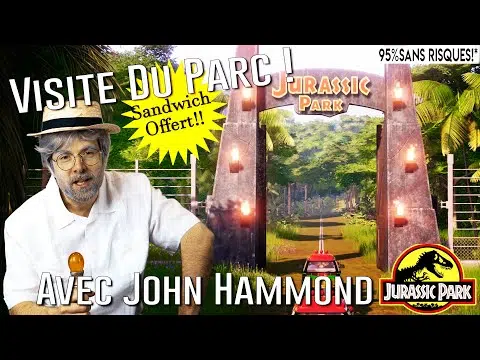 Visite Du Parc !
95%SANS RISQUES!*
Sandwich
Offert!!
JURASSIC
PARK
Avec John Hammond
JURASSIC PARK